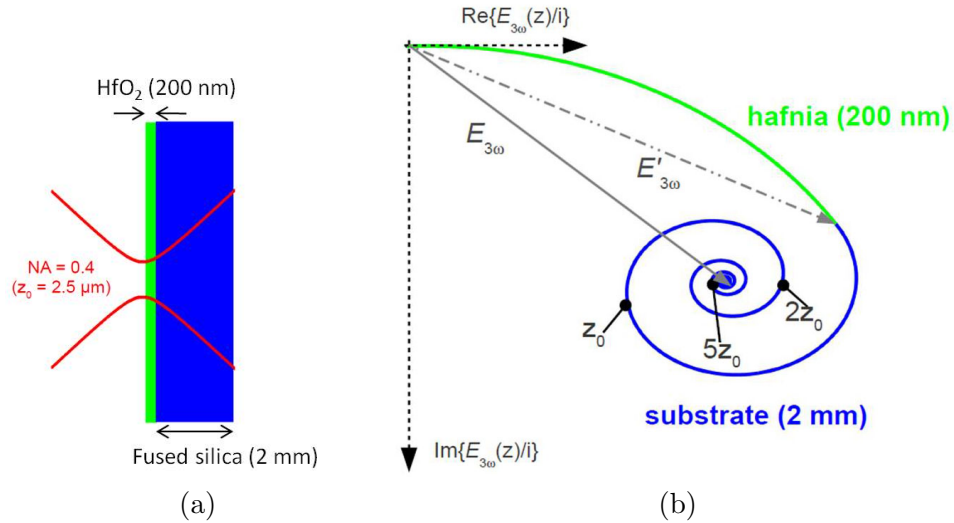 HfO₂ (200 nm)
NA = 0.4
(z₀ = 2.5 µm)
Fused silica (2 mm)
(a)
Re{E₃ω(z)/i}
hafnia (200 nm)
E₃ω
E'₃ω
z₀
5z₀
2z₀
substrate (2 mm)
Im{E₃ω(z)/i}
(b)